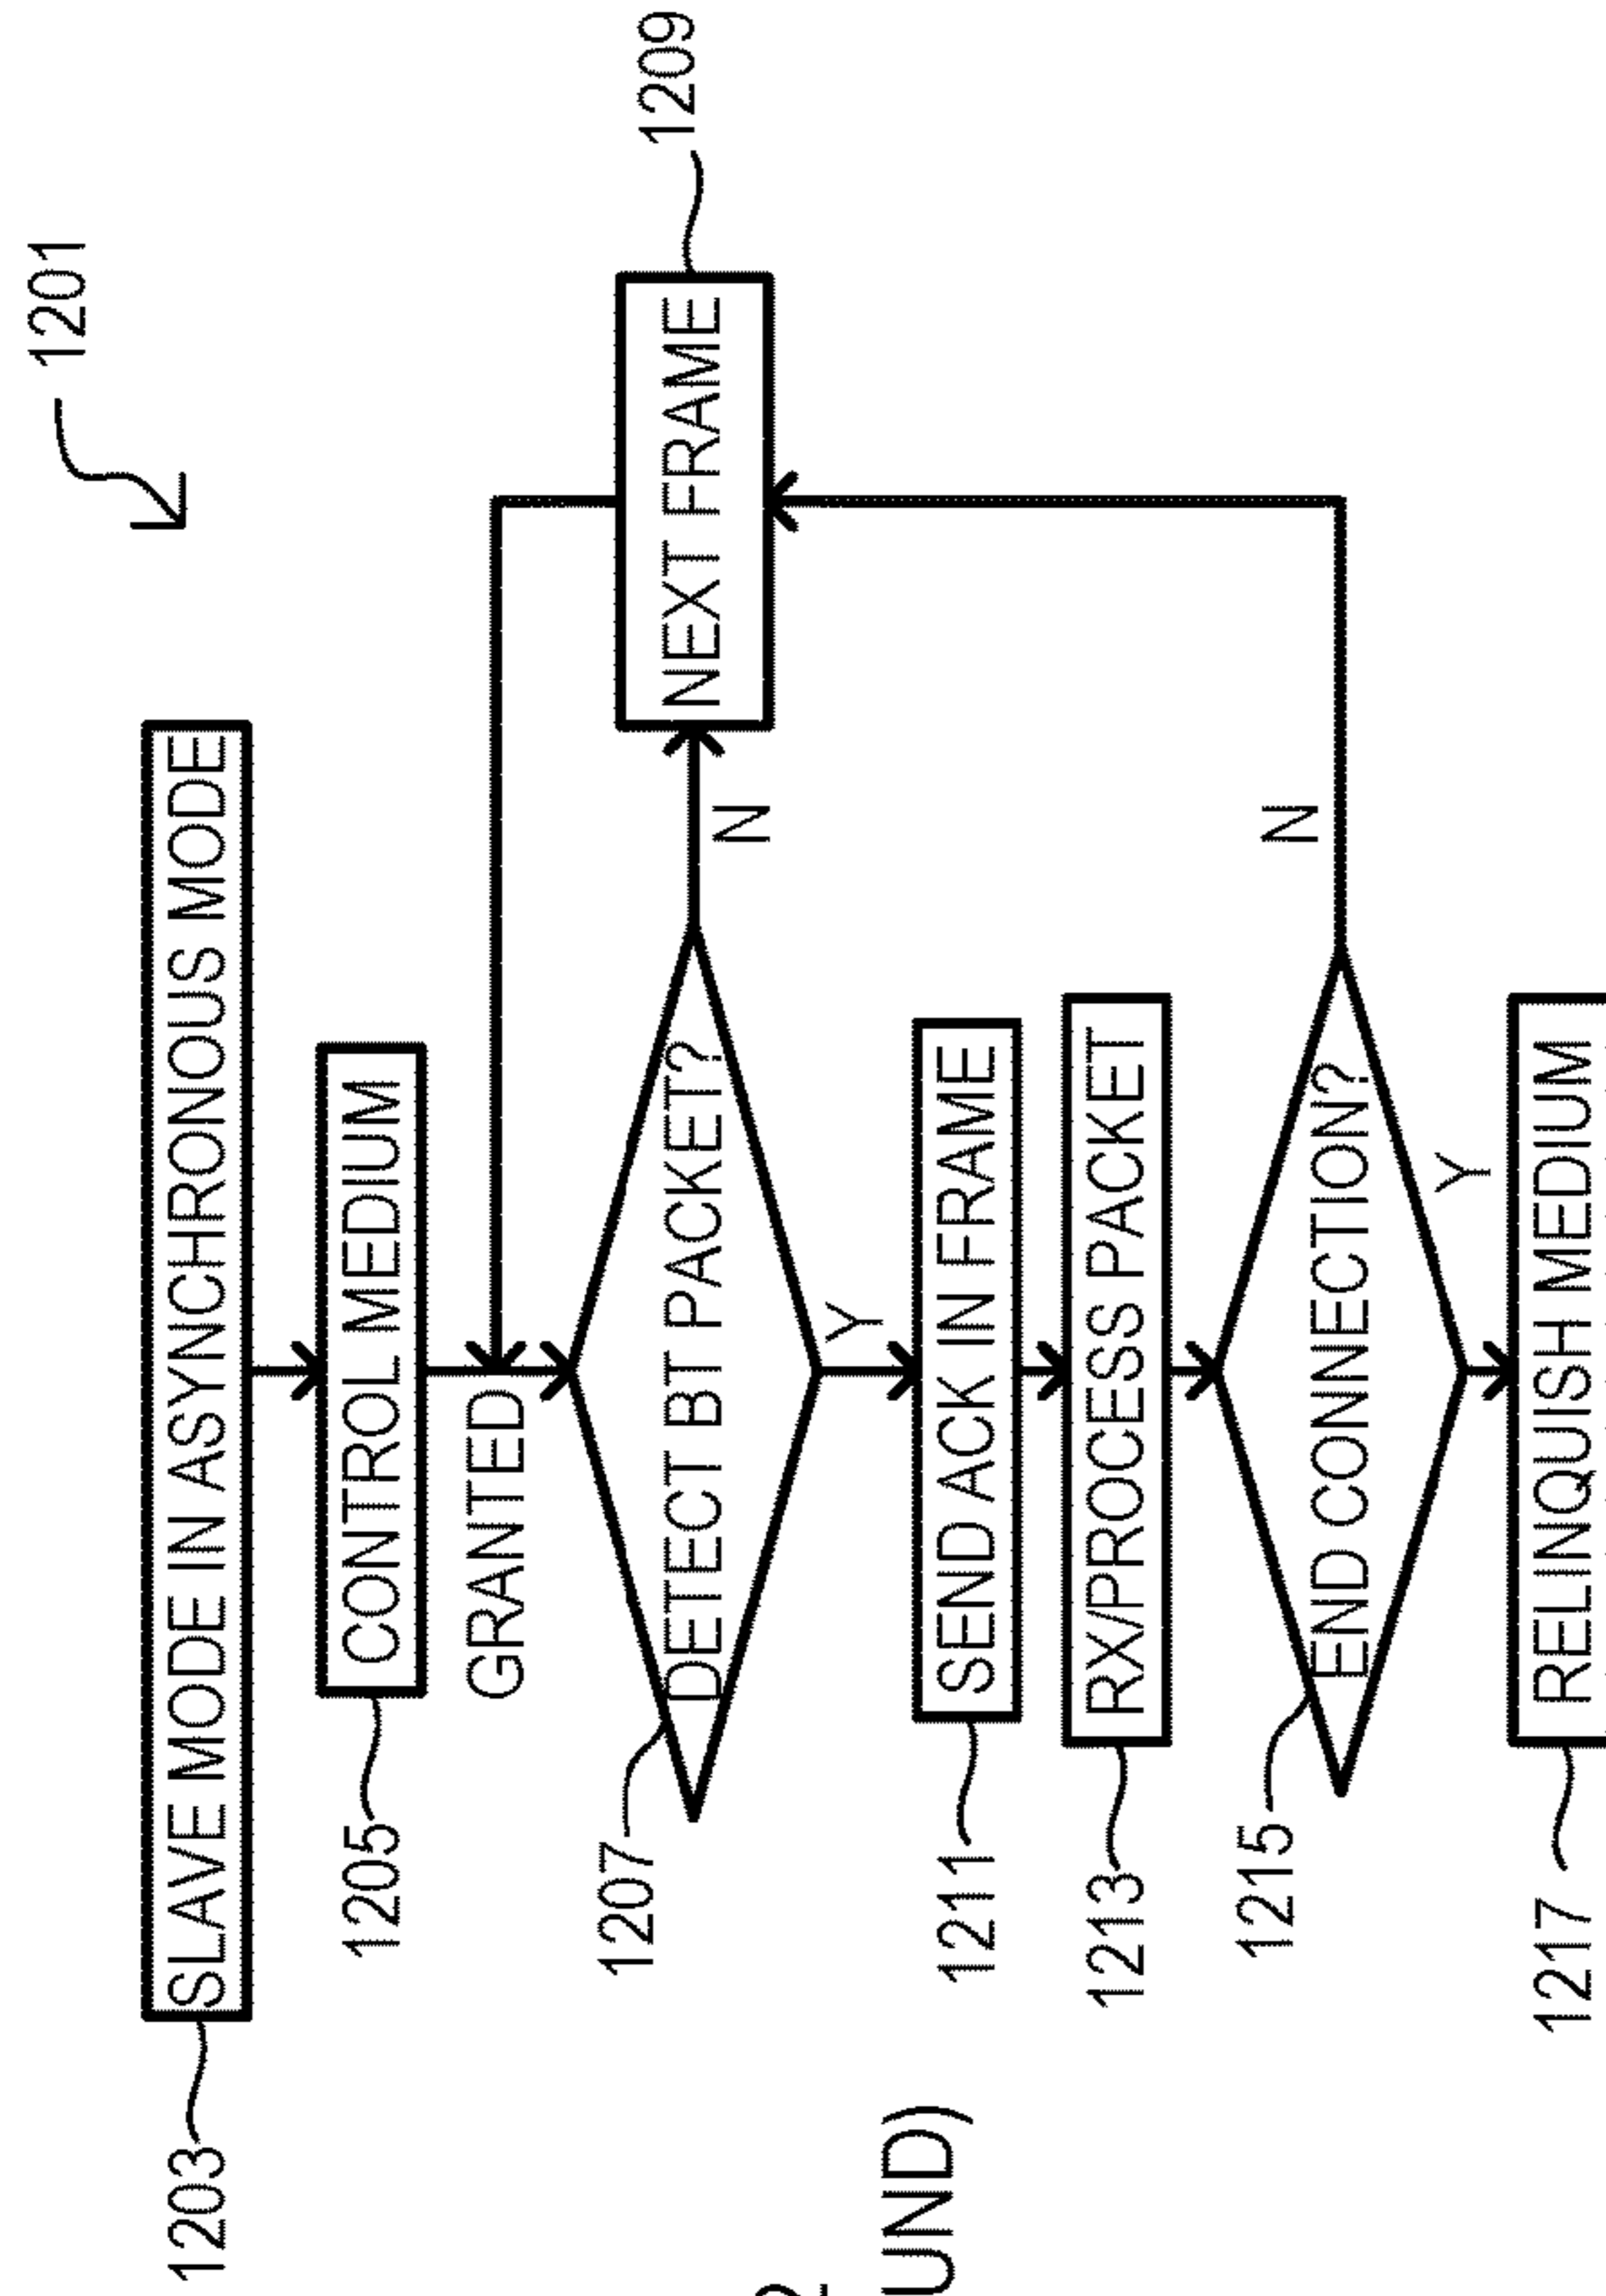 1201
1203
SLAVE MODE IN ASYNCHRONOUS MODE
1205
CONTROL MEDIUM
GRANTED
1207
DETECT BT PACKET?
N
NEXT FRAME
1209
Y
1211
SEND ACK IN FRAME
1213
RX/PROCESS PACKET
1215
END CONNECTION?
N
Y
1217
RELINQUISH MEDIUM
2
UND)